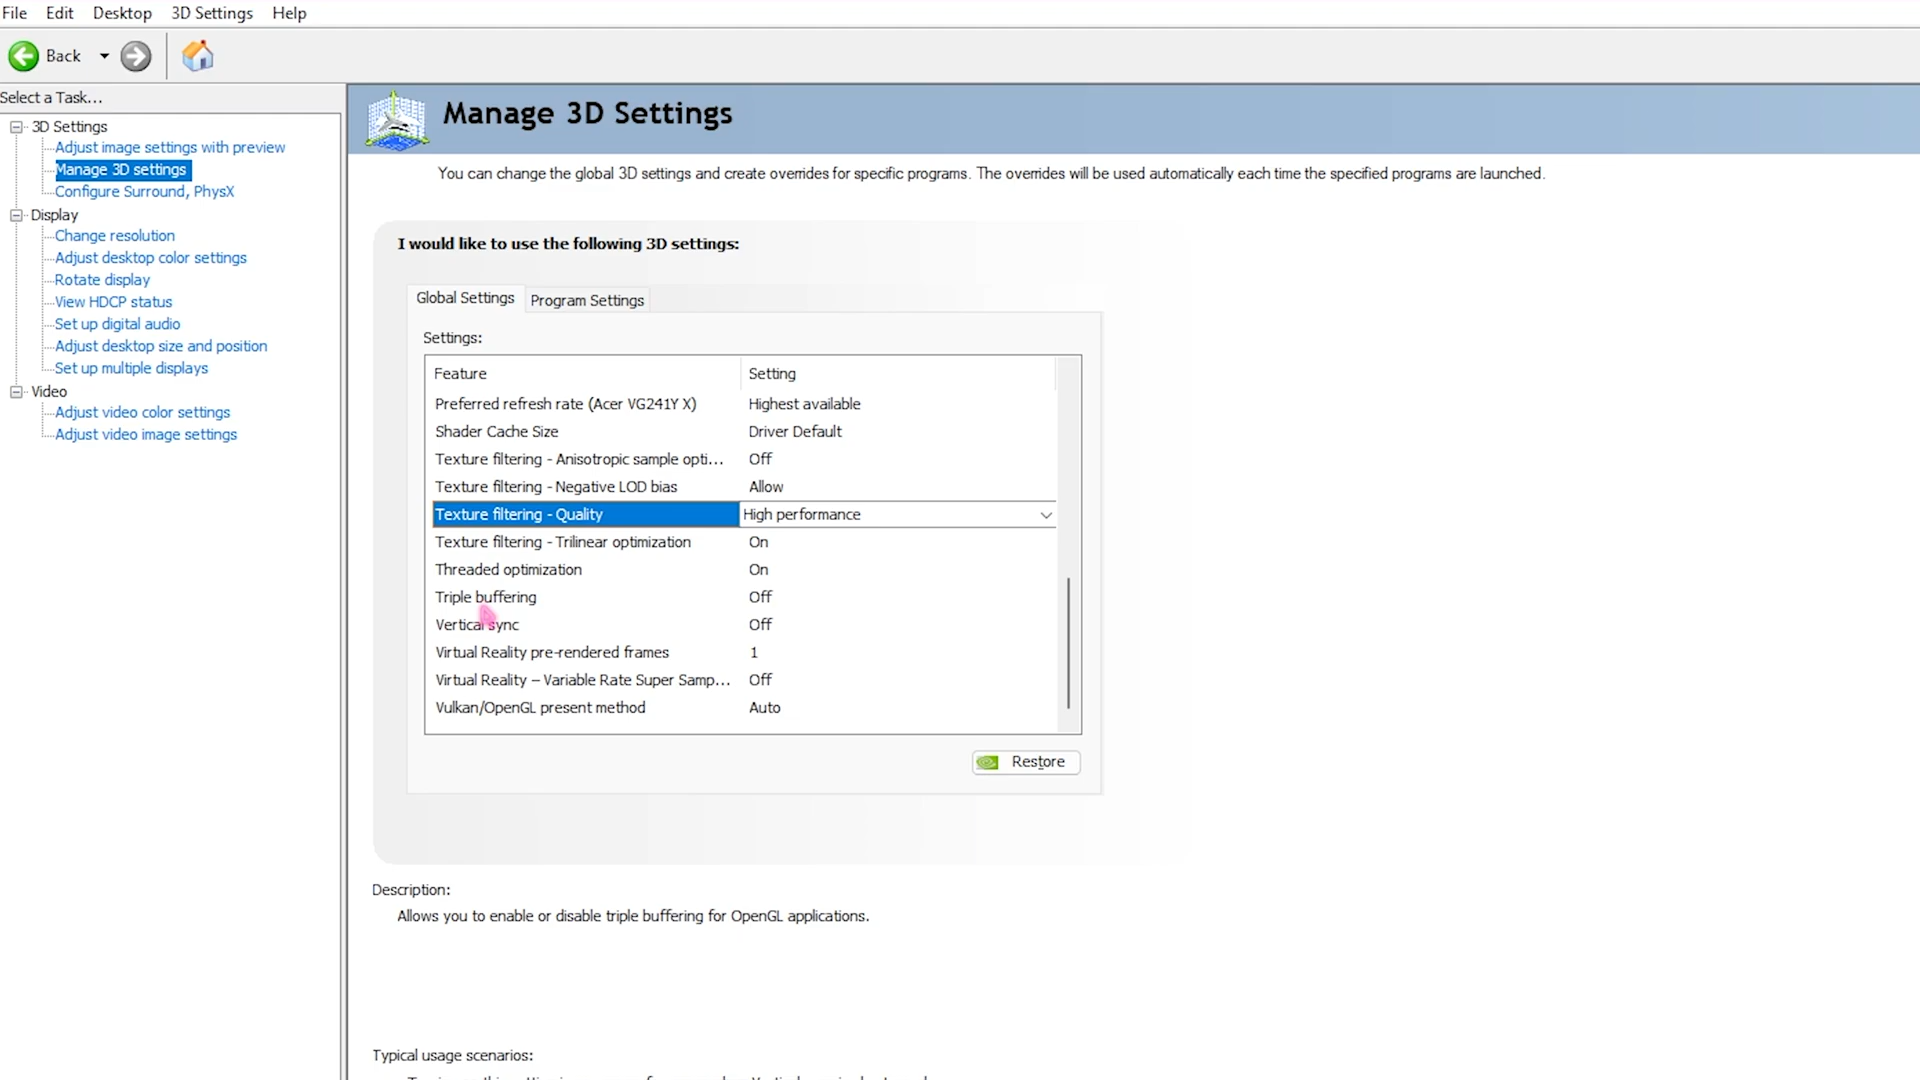 File Edit Desktop 3D Settings Help
Back
Select a Task...
3D Settings
Adjust image settings with preview
Manage 3D settings
Configure Surround, PhysX
Display
Change resolution
Adjust desktop color settings
Rotate display
View HDCP status
Set up digital audio
Adjust desktop size and position
Set up multiple displays
Video
Adjust video color settings
Adjust video image settings
Manage 3D Settings
You can change the global 3D settings and create overrides for specific programs. The overrides will be used automatically each time the specified programs are launched.
I would like to use the following 3D settings:
Global Settings Program Settings
Settings:
Feature Setting
Preferred refresh rate (Acer VG241Y X) Highest available
Shader Cache Size Driver Default
Texture filtering - Anisotropic sample opti... Off
Texture filtering - Negative LOD bias Allow
Texture filtering - Quality High performance
Texture filtering - Trilinear optimization On
Threaded optimization On
Triple buffering Off
Vertical sync Off
Virtual Reality pre-rendered frames 1
Virtual Reality – Variable Rate Super Samp... Off
Vulkan/OpenGL present method Auto
Restore
Description:
Allows you to enable or disable triple buffering for OpenGL applications.
Typical usage scenarios: